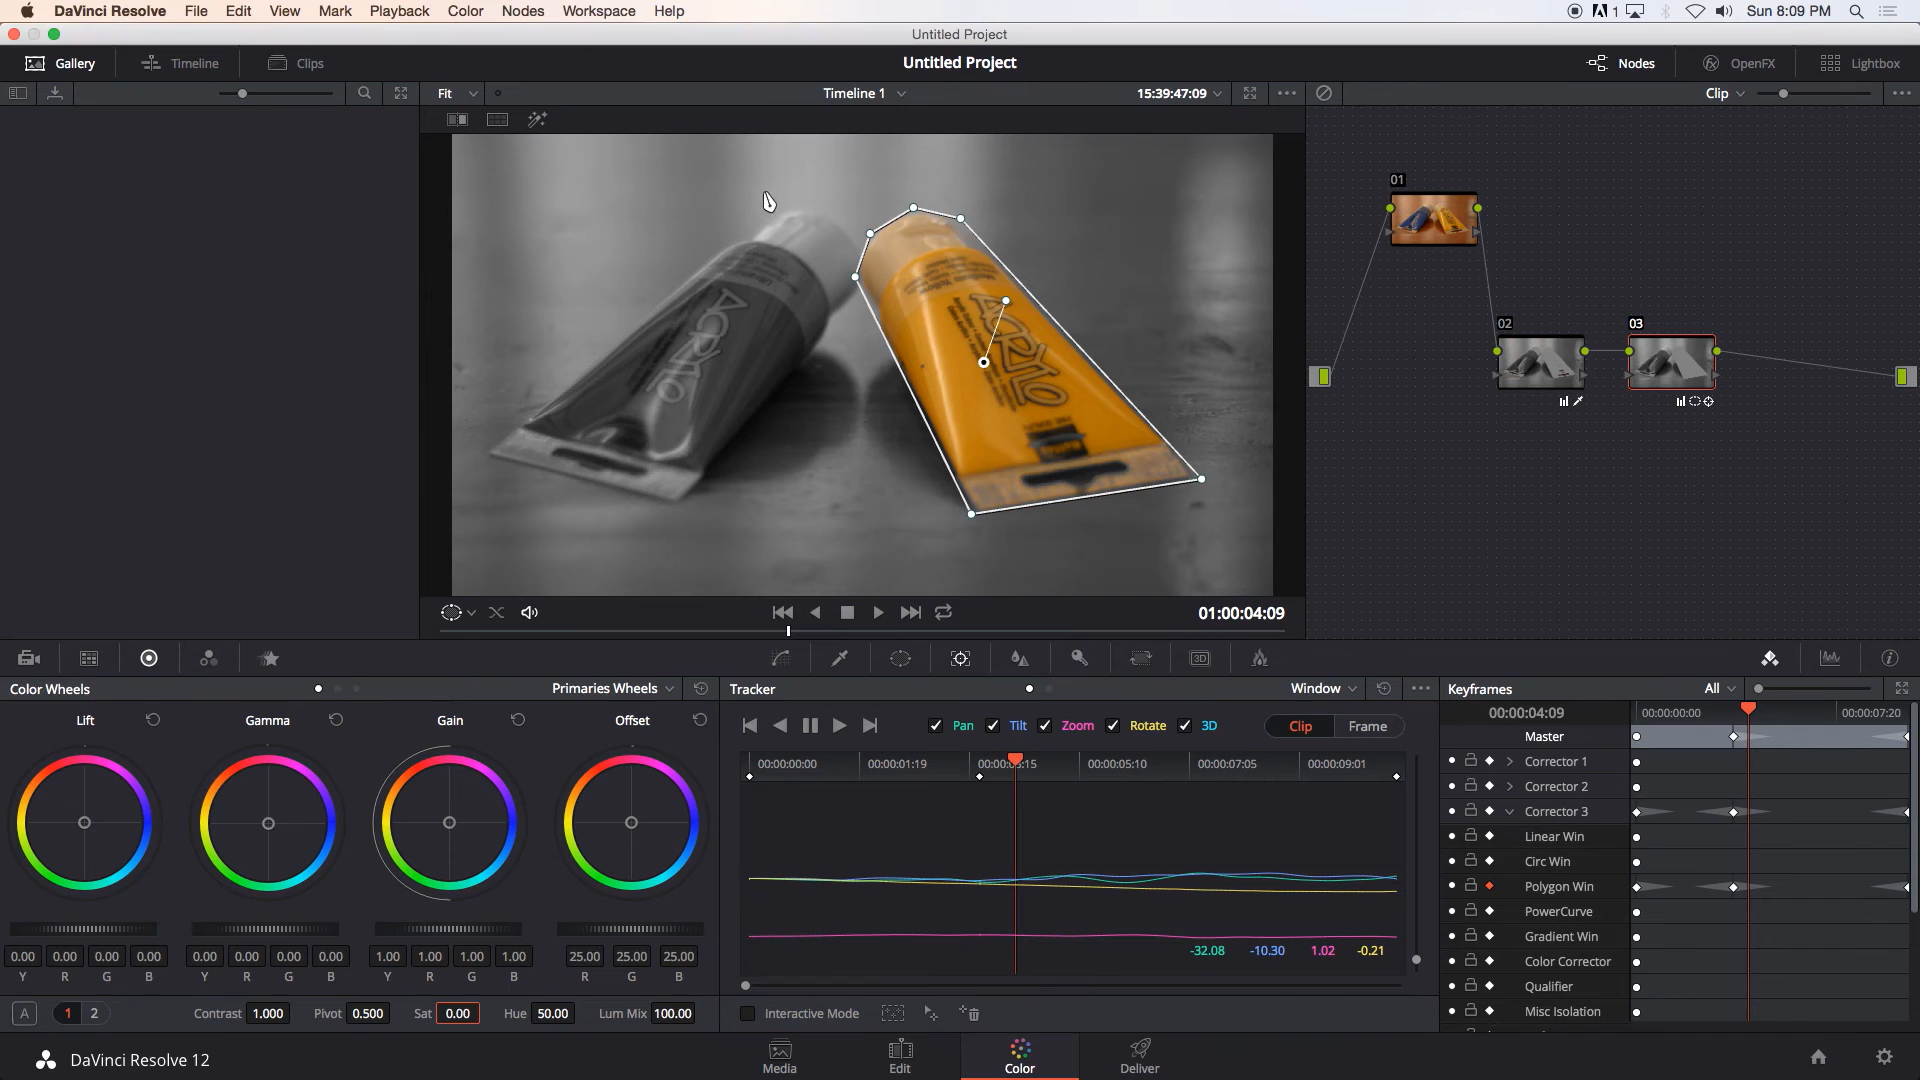 DaVinci Resolve File Edit View Mark Playback Color Nodes Workspace Help 1 Sun 8:09 PM
Untitled Project
Gallery Timeline Clips Untitled Project Nodes OpenFX Lightbox
Fit Timeline 1 15:39:47:09 Clip
01
02 03
ACRYLO
ACRYLO
01:00:04:09
3D
Color Wheels Primaries Wheels Tracker Window Keyframes All
Lift Gamma Gain Offset
Pan Tilt Zoom Rotate 3D Clip Frame
00:00:04:09 00:00:00:00 00:00:07:20
Master
00:00:00:00 00:00:01:19 15 00:00:05:10 00:00:07:05 00:00:09:01
Corrector 1
Corrector 2
Corrector 3
Linear Win
Circ Win
Polygon Win
PowerCurve
Gradient Win
Color Corrector
Qualifier
Misc Isolation
-32.08 -10.30 1.02 -0.21
0.00 0.00 0.00 0.00 0.00 0.00 0.00 0.00 1.00 1.00 1.00 1.00 25.00 25.00 25.00
Y R G B Y R G B Y R G B R G B
A 1 2 Contrast 1.000 Pivot 0.500 Sat 0.00 Hue 50.00 Lum Mix 100.00
Interactive Mode
DaVinci Resolve 12 Media Edit Color Deliver